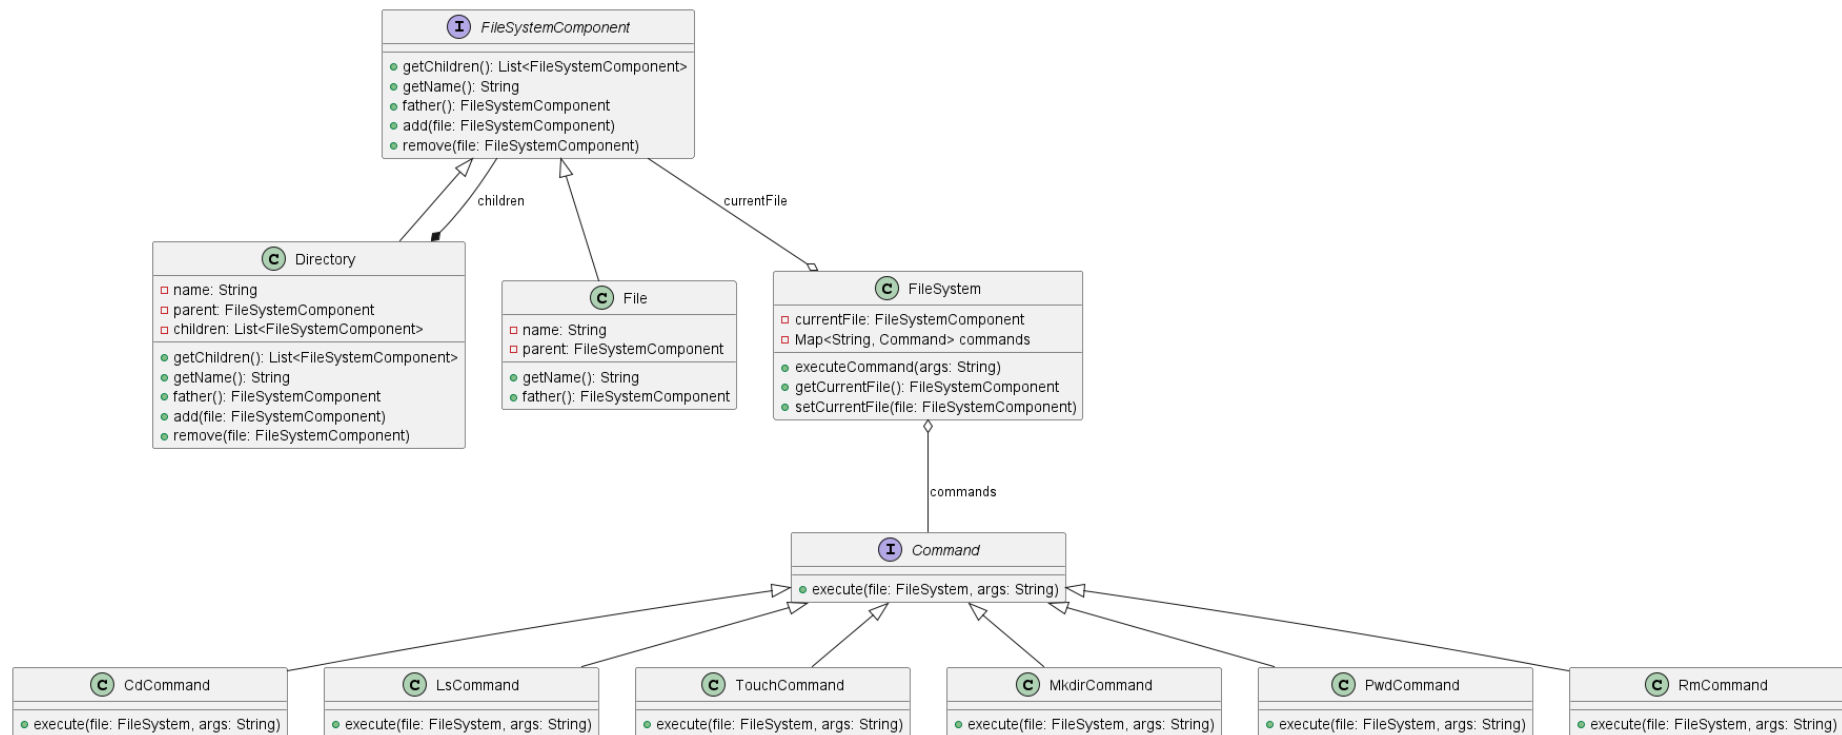 I FileSystemComponent
getChildren(): List<FileSystemComponent>
getName(): String
father(): FileSystemComponent
add(file: FileSystemComponent)
remove(file: FileSystemComponent)
children
currentFile
C Directory
name: String
parent: FileSystemComponent
children: List<FileSystemComponent>
getChildren(): List<FileSystemComponent>
getName(): String
father(): FileSystemComponent
add(file: FileSystemComponent)
remove(file: FileSystemComponent)
C File
name: String
parent: FileSystemComponent
getName(): String
father(): FileSystemComponent
C FileSystem
currentFile: FileSystemComponent
Map<String, Command> commands
executeCommand(args: String)
getCurrentFile(): FileSystemComponent
setCurrentFile(file: FileSystemComponent)
commands
I Command
execute(file: FileSystem, args: String)
C CdCommand
execute(file: FileSystem, args: String)
C LsCommand
execute(file: FileSystem, args: String)
C TouchCommand
execute(file: FileSystem, args: String)
C MkdirCommand
execute(file: FileSystem, args: String)
C PwdCommand
execute(file: FileSystem, args: String)
C RmCommand
execute(file: FileSystem, args: String)